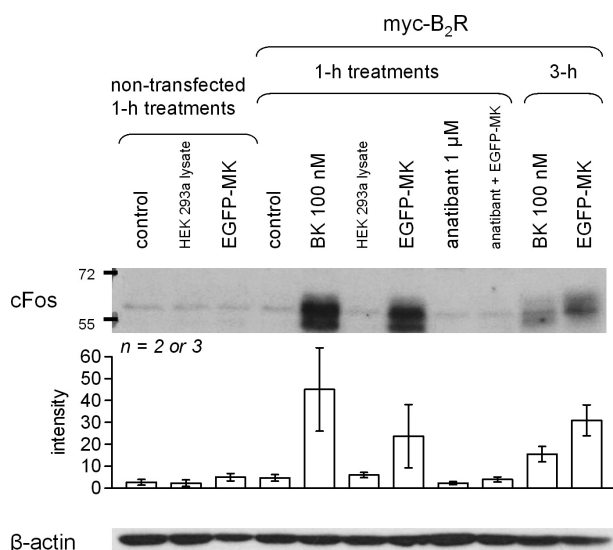 myc-B₂R
1-h treatments
3-h
non-transfected
1-h treatments
control
HEK 293a lysate
EGFP-MK
control
BK 100 nM
HEK 293a lysate
EGFP-MK
anatibant 1 μM
anatibant + EGFP-MK
BK 100 nM
EGFP-MK
72
cFos
55
n = 2 or 3
60
50
40
30
20
10
0
intensity
β-actin